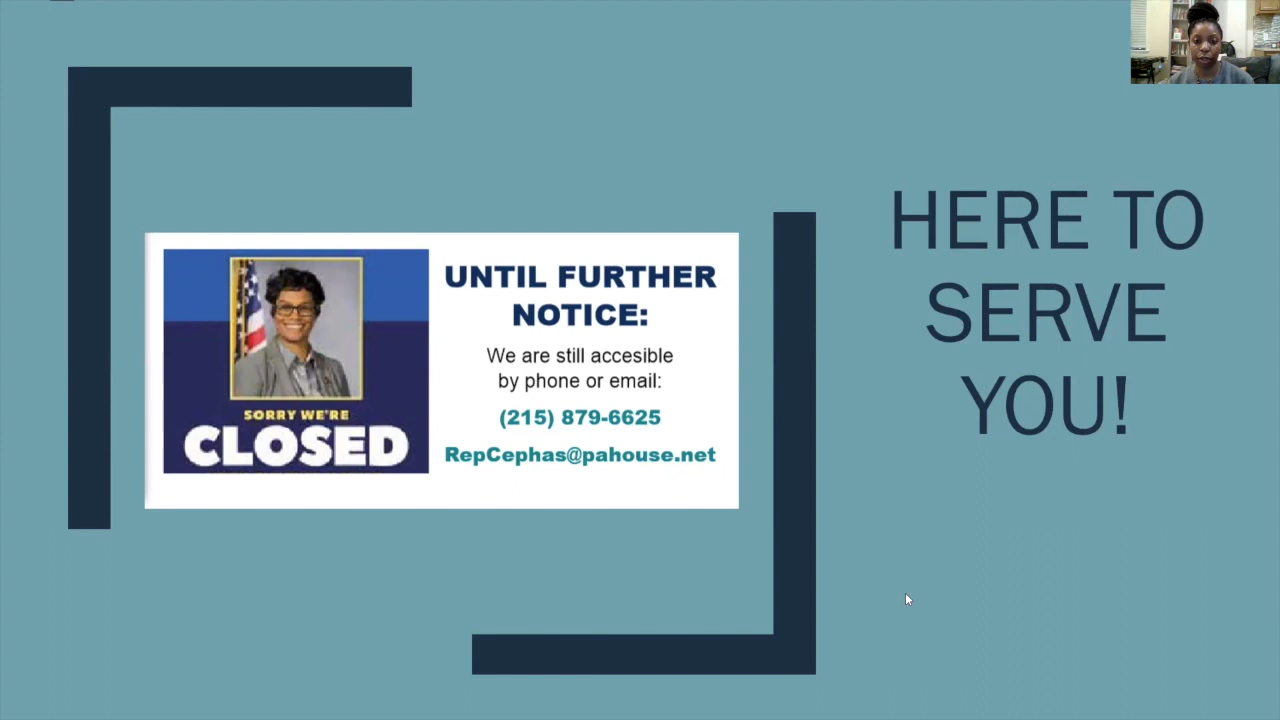 HERE TO
SERVE
YOU!
UNTIL FURTHER
NOTICE:
We are still accesible
by phone or email:
(215) 879-6625
RepCephas@pahouse.net
SORRY WE'RE
CLOSED